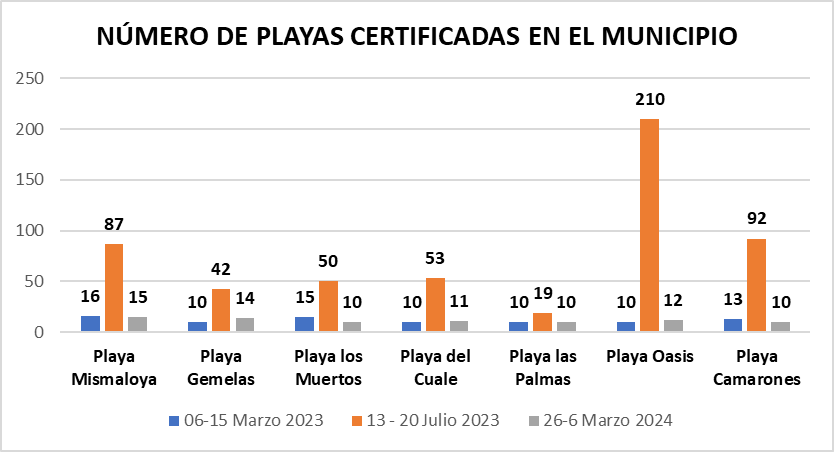 NÚMERO DE PLAYAS CERTIFICADAS EN EL MUNICIPIO
250
200
150
100
50
0
16 87 15
10 42 14
15 50 10
10 53 11
10 19 10
10 210 12
13 92 10
Playa Mismaloya
Playa Gemelas
Playa los Muertos
Playa del Cuale
Playa las Palmas
Playa Oasis
Playa Camarones
06-15 Marzo 2023 13 - 20 Julio 2023 26-6 Marzo 2024